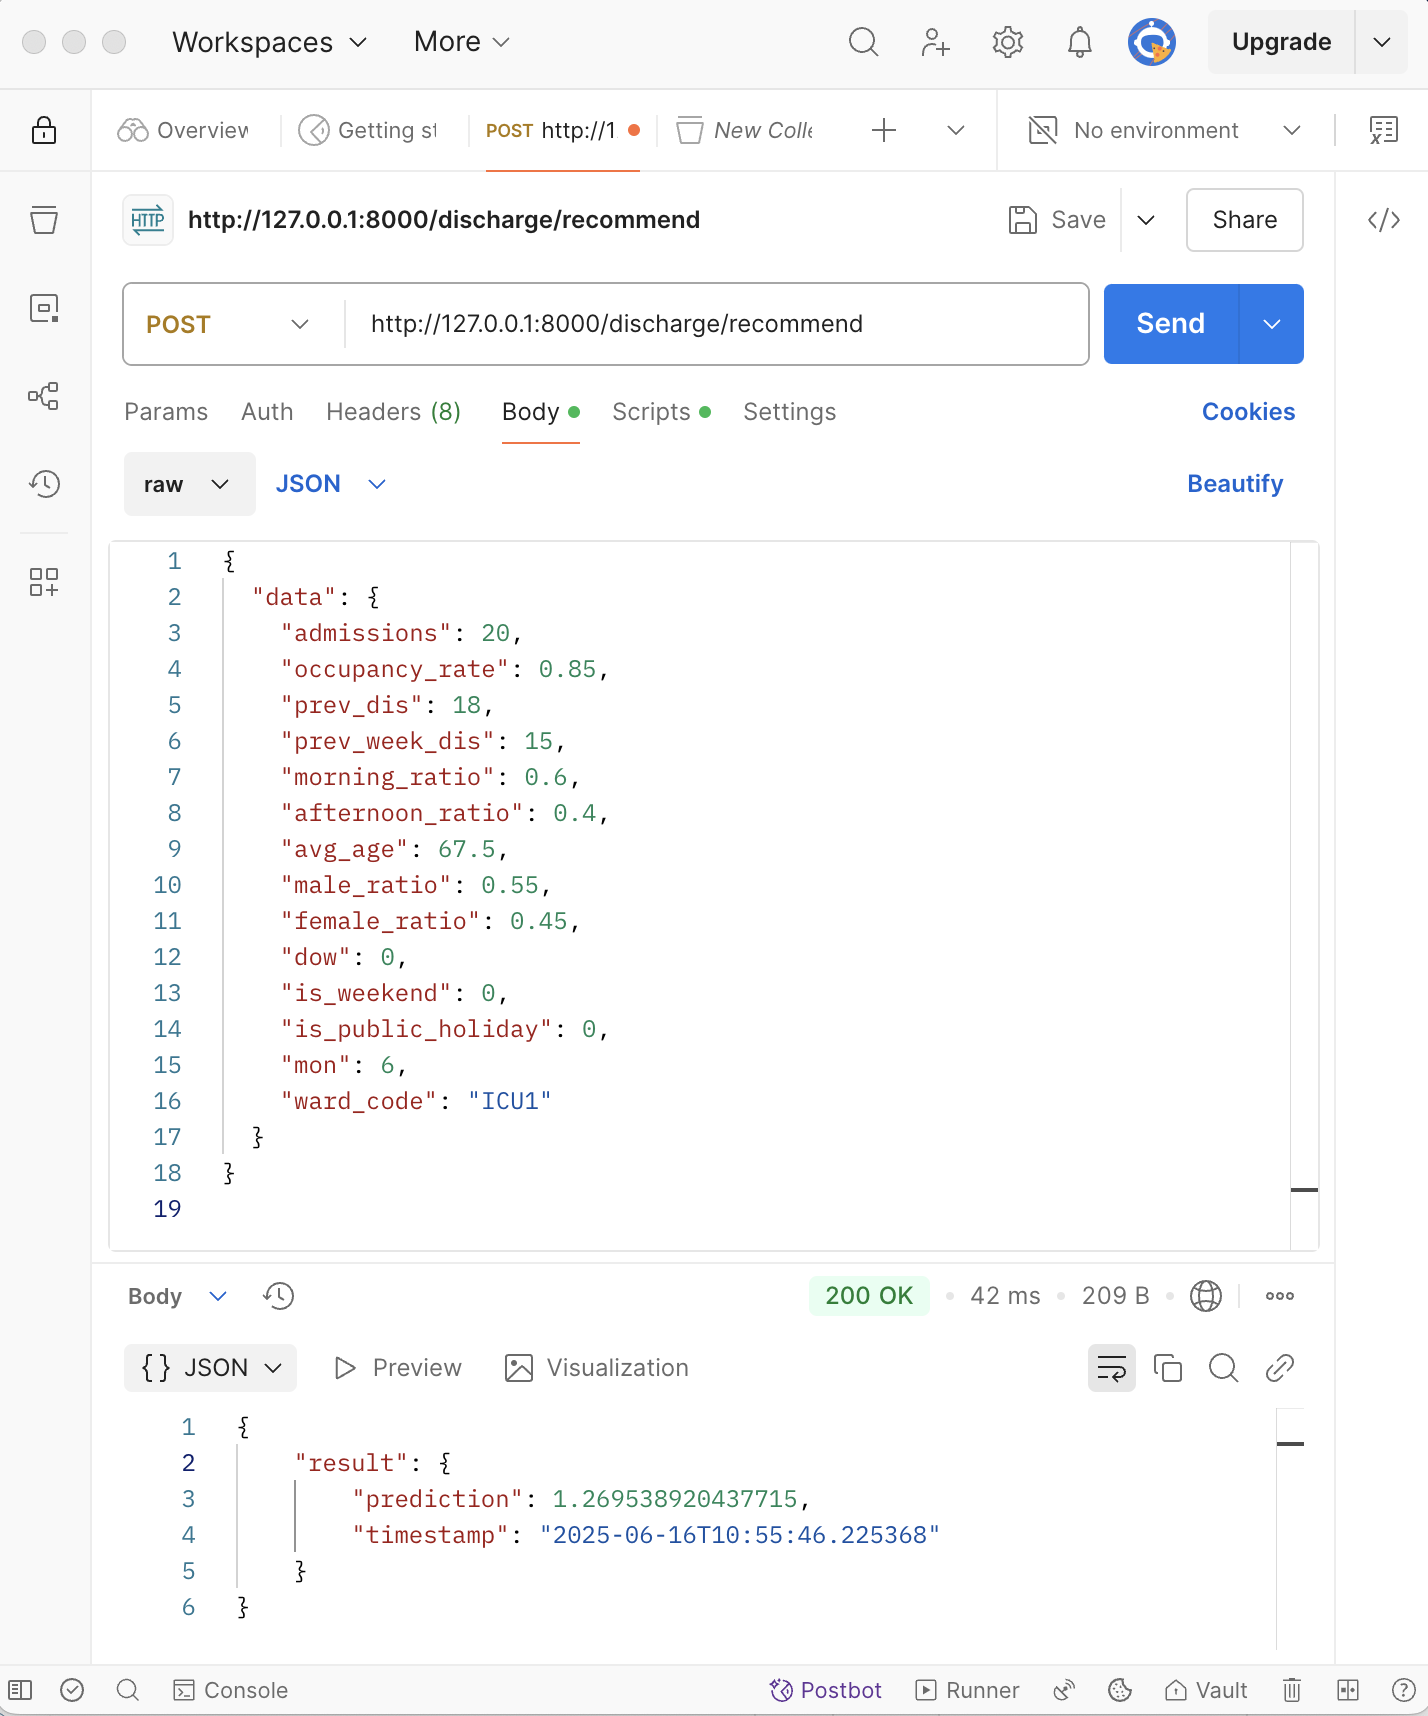 Workspaces More Upgrade
Overview Getting st POST http://1 New Colle No environment
HTTP http://127.0.0.1:8000/discharge/recommend Save Share
POST http://127.0.0.1:8000/discharge/recommend Send
Params Auth Headers (8) Body Scripts Settings Cookies
raw JSON Beautify
1 {
2 "data": {
3 "admissions": 20,
4 "occupancy_rate": 0.85,
5 "prev_dis": 18,
6 "prev_week_dis": 15,
7 "morning_ratio": 0.6,
8 "afternoon_ratio": 0.4,
9 "avg_age": 67.5,
10 "male_ratio": 0.55,
11 "female_ratio": 0.45,
12 "dow": 0,
13 "is_weekend": 0,
14 "is_public_holiday": 0,
15 "mon": 6,
16 "ward_code": "ICU1"
17 }
18 }
19
Body 200 OK • 42 ms • 209 B •
{} JSON Preview Visualization
1 {
2 "result": {
3 "prediction": 1.269538920437715,
4 "timestamp": "2025-06-16T10:55:46.225368"
5 }
6 }
Console Postbot Runner Vault